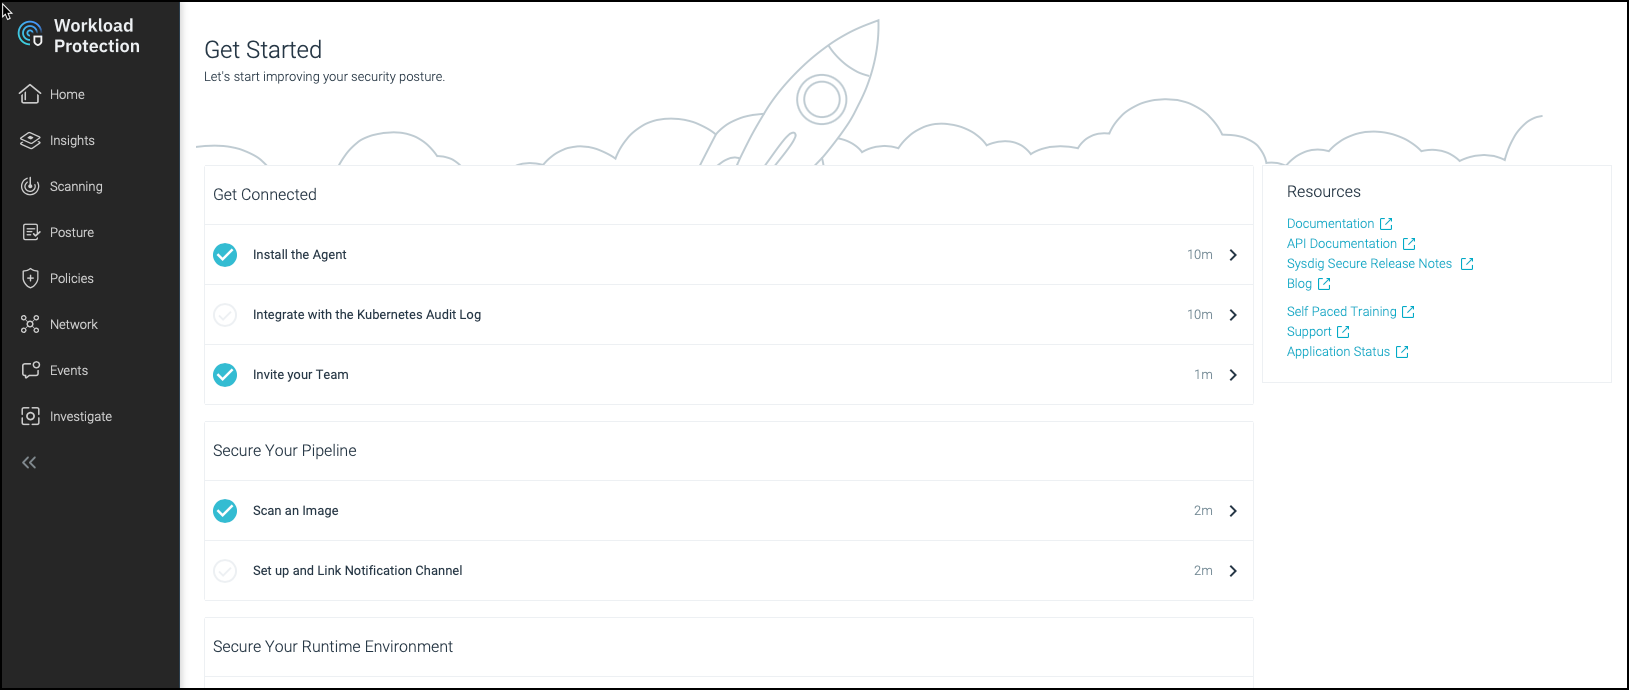 Workload
Protection
Home
Insights
Scanning
Posture
Policies
Network
Events
Investigate
Get Started
Let's start improving your security posture.
Get Connected
Install the Agent 10m
Integrate with the Kubernetes Audit Log 10m
Invite your Team 1m
Secure Your Pipeline
Scan an Image 2m
Set up and Link Notification Channel 2m
Secure Your Runtime Environment
Resources
Documentation
API Documentation
Sysdig Secure Release Notes
Blog
Self Paced Training
Support
Application Status